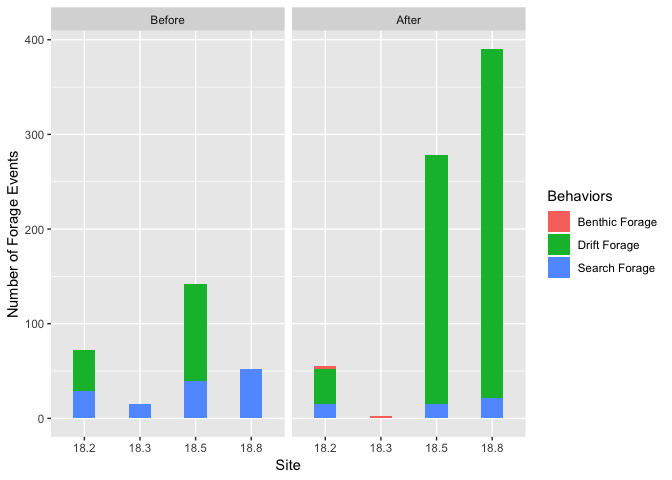 Before After
400
300
200
100
0
Number of Forage Events
18.2 18.3 18.5 18.8 18.2 18.3 18.5 18.8
Site
Behaviors
Benthic Forage
Drift Forage
Search Forage